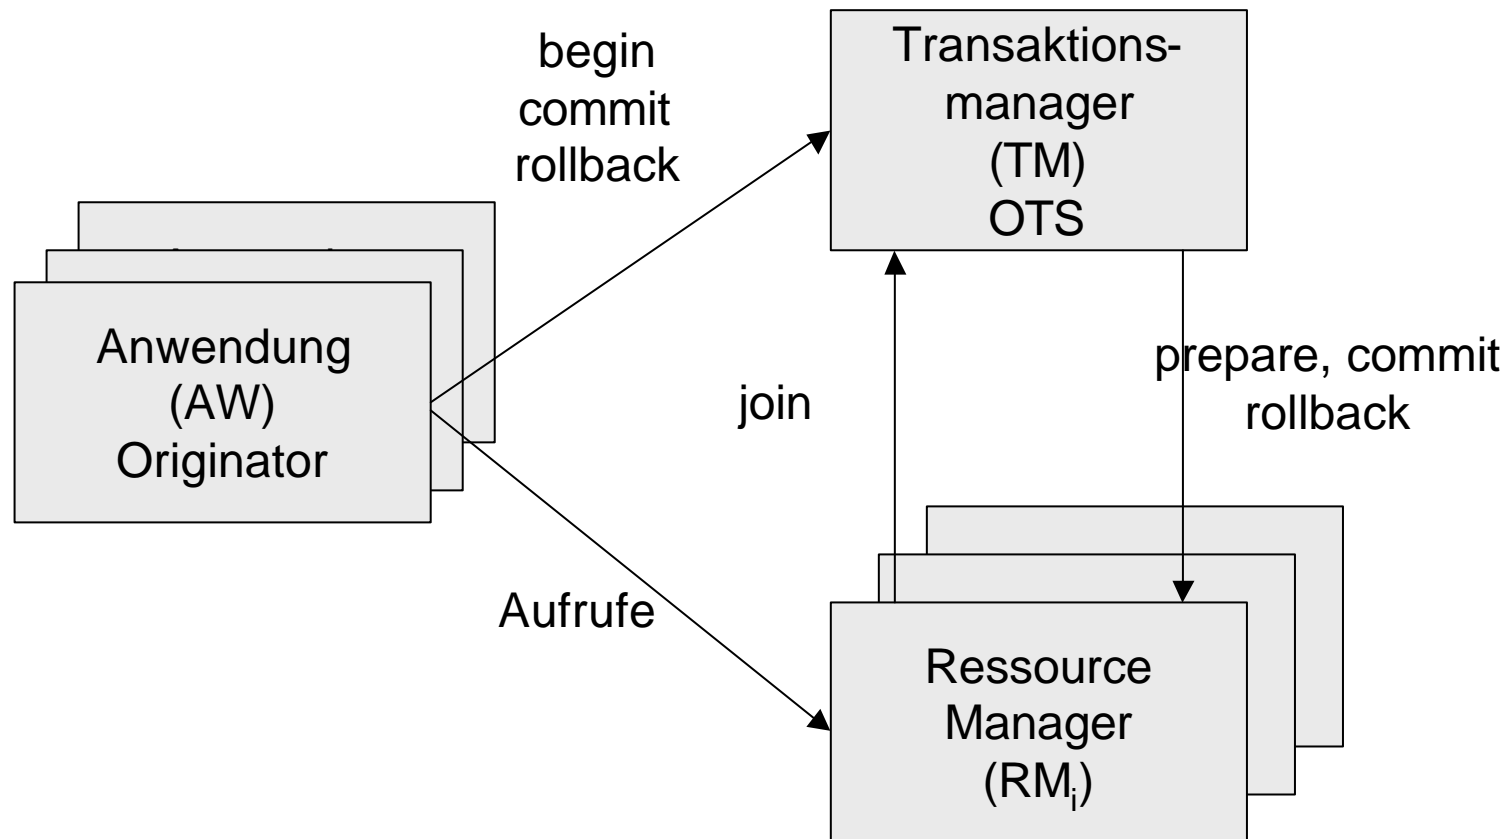 begin
commit
rollback
Transaktions-
manager
(TM)
OTS
Anwendung
(AW)
Originator
join
prepare, commit
rollback
Aufrufe
Ressource
Manager
(RMi)